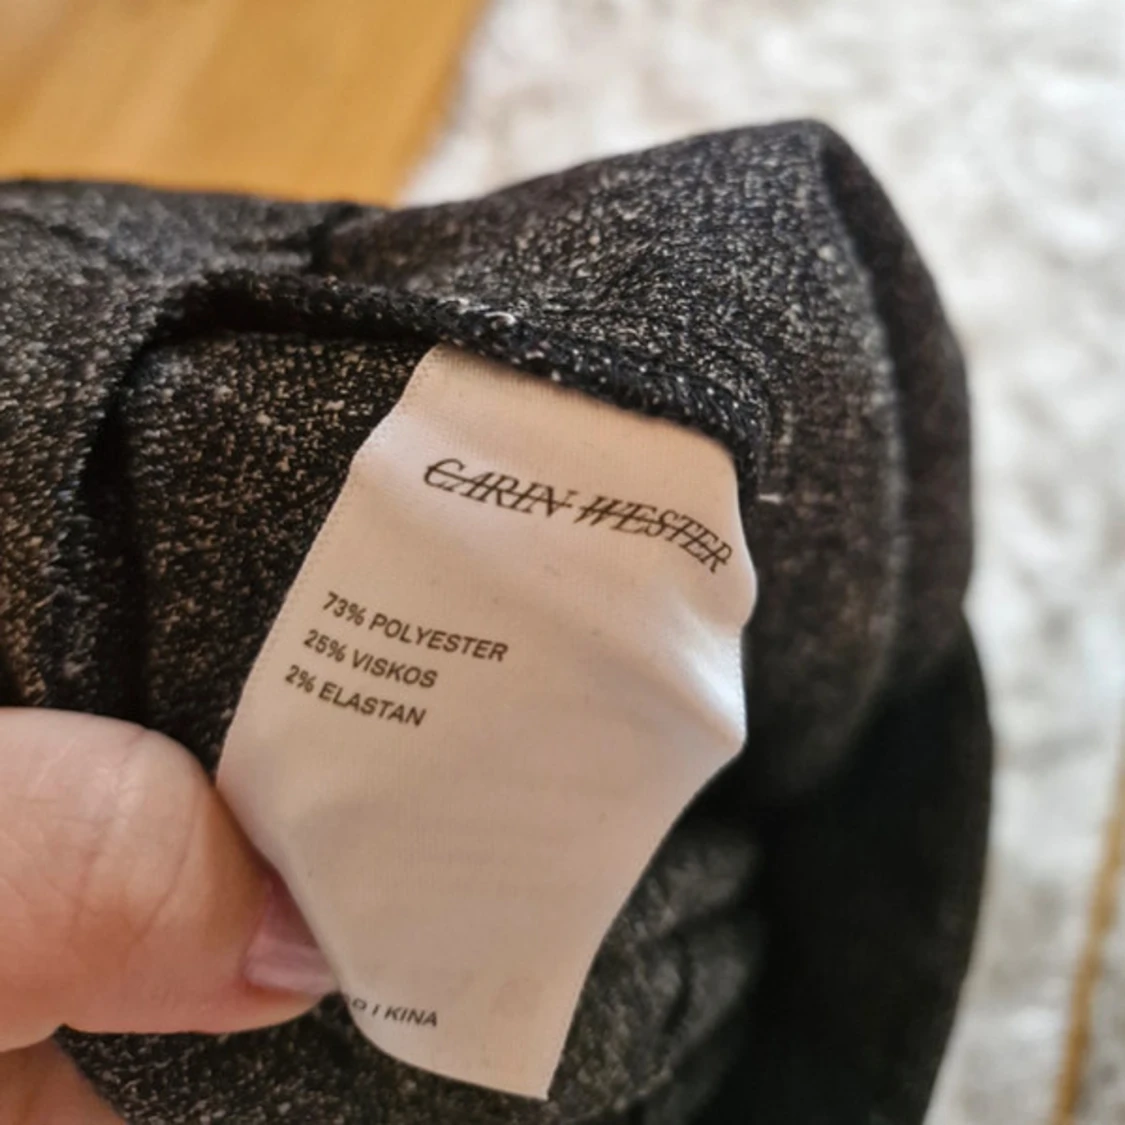 CARIN WESTER
73% POLYESTER
25% VISKOS
2% ELASTAN
I KINA